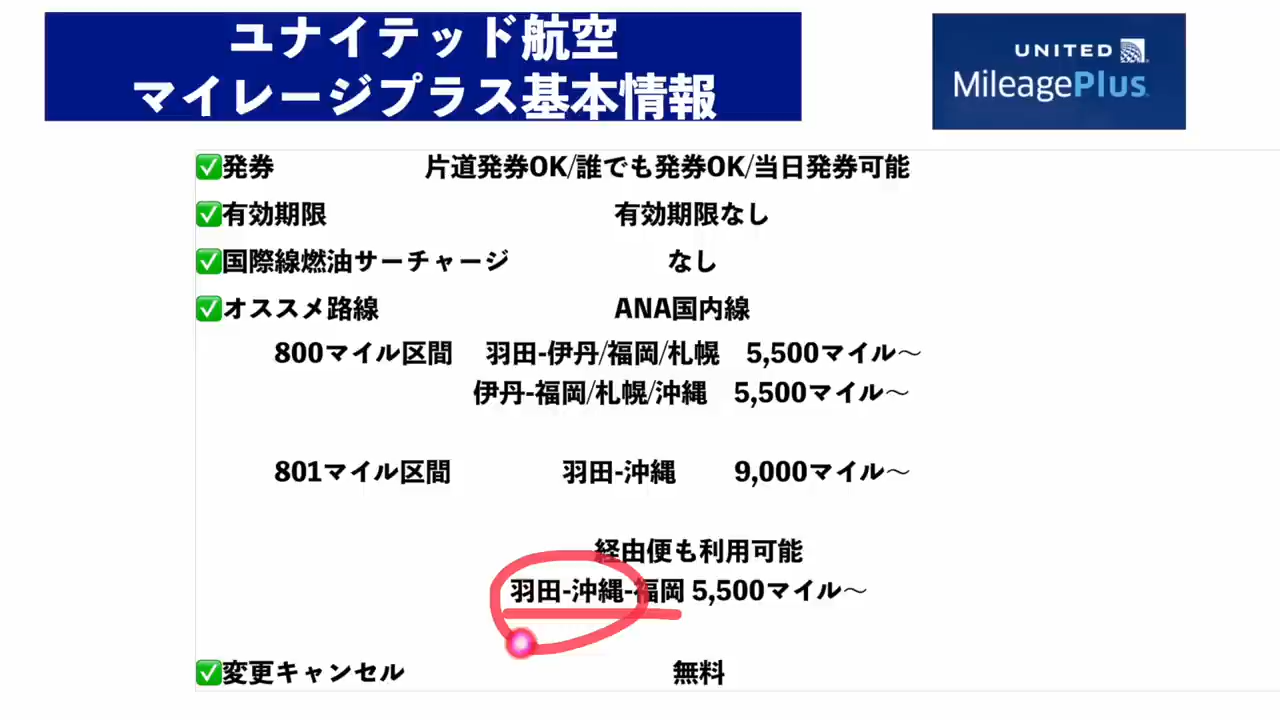 ユナイテッド航空
マイレージプラス基本情報
UNITED
MileagePlus
✅発券 片道発券OK/誰でも発券OK/当日発券可能
✅有効期限 有効期限なし
✅国際線燃油サーチャージ なし
✅オススメ路線 ANA国内線
800マイル区間 羽田-伊丹/福岡/札幌 5,500マイル〜
伊丹-福岡/札幌/沖縄 5,500マイル〜
801マイル区間 羽田-沖縄 9,000マイル〜
経由便も利用可能
羽田-沖縄-福岡 5,500マイル〜
✅変更キャンセル 無料